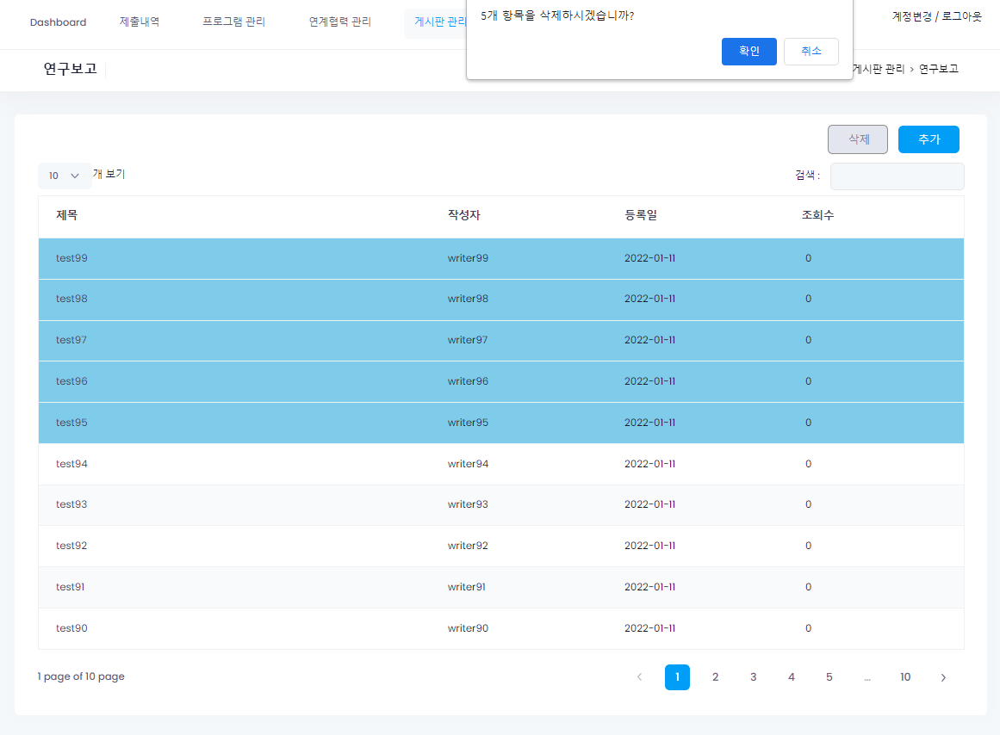 Dashboard 제출내역 프로그램 관리 연계협력 관리 게시판 관리 계정변경 / 로그아웃
5개 항목을 삭제하시겠습니까?
확인 취소
연구보고 게시판 관리 > 연구보고
삭제 추가
10 개 보기 검색 :
제목 작성자 등록일 조회수
test99 writer99 2022-01-11 0
test98 writer98 2022-01-11 0
test97 writer97 2022-01-11 0
test96 writer96 2022-01-11 0
test95 writer95 2022-01-11 0
test94 writer94 2022-01-11 0
test93 writer93 2022-01-11 0
test92 writer92 2022-01-11 0
test91 writer91 2022-01-11 0
test90 writer90 2022-01-11 0
1 page of 10 page < 1 2 3 4 5 ... 10 >